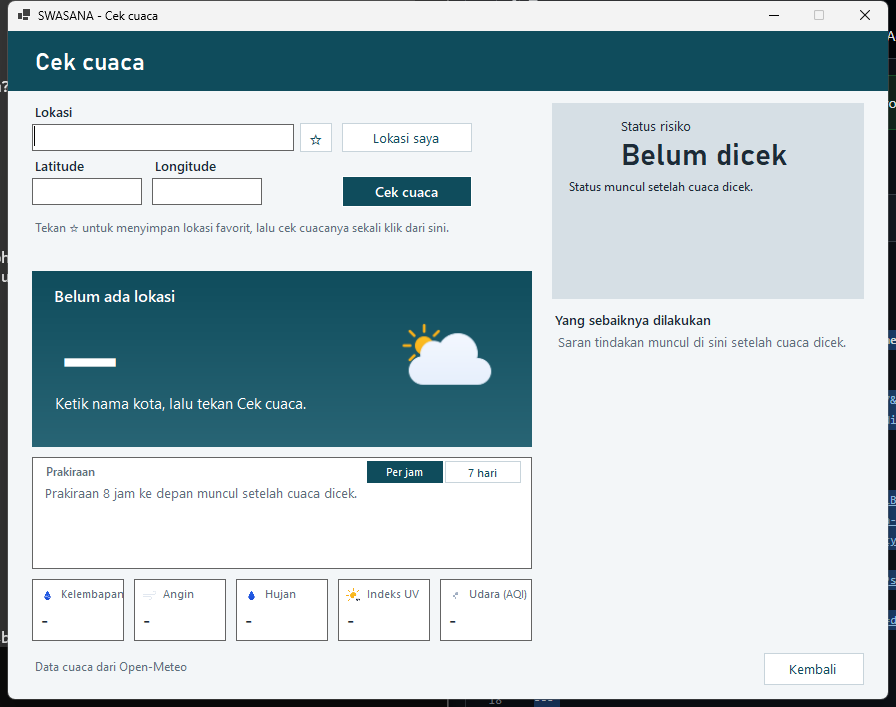 SWASANA - Cek cuaca
Cek cuaca
Lokasi
☆
Lokasi saya
Latitude
Longitude
Cek cuaca
Tekan ☆ untuk menyimpan lokasi favorit, lalu cek cuacanya sekali klik dari sini.
Belum ada lokasi
Ketik nama kota, lalu tekan Cek cuaca.
Prakiraan
Per jam
7 hari
Prakiraan 8 jam ke depan muncul setelah cuaca dicek.
Kelembapan
-
Angin
-
Hujan
-
Indeks UV
-
Udara (AQI)
-
Data cuaca dari Open-Meteo
Status risiko
Belum dicek
Status muncul setelah cuaca dicek.
Yang sebaiknya dilakukan
Saran tindakan muncul di sini setelah cuaca dicek.
Kembali
18